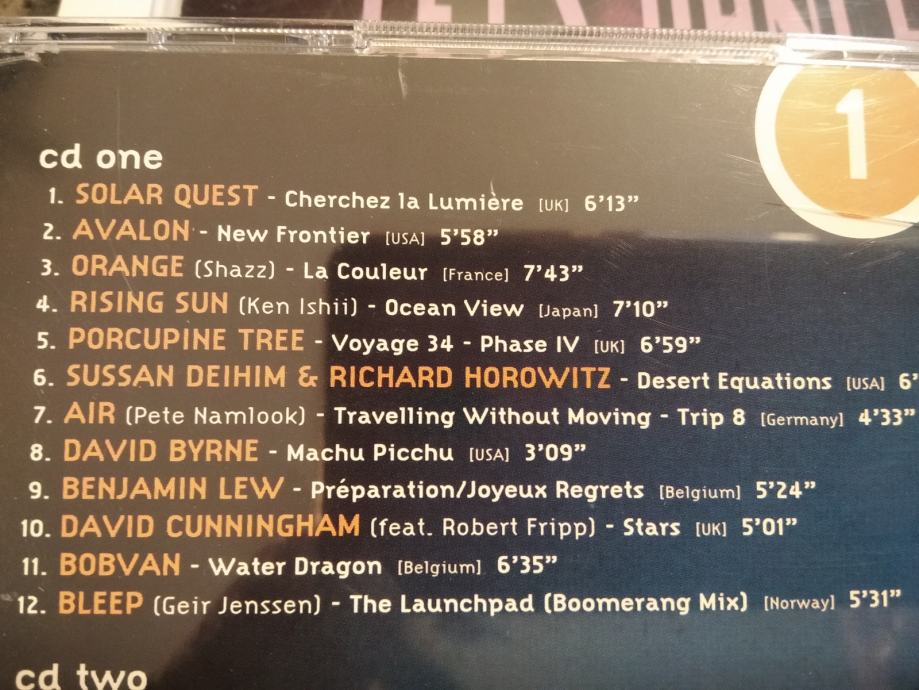 1
cd one
1. SOLAR QUEST - Cherchez la Lumière [UK] 6'13"
2. AVALON - New Frontier [USA] 5'58"
3. ORANGE (Shazz) - La Couleur [France] 7'43"
4. RISING SUN (Ken Ishii) - Ocean View [Japan] 7'10"
5. PORCUPINE TREE - Voyage 34 - Phase IV [UK] 6'59"
6. SUSSAN DEIHIM & RICHARD HOROWITZ - Desert Equations [USA] 6'
7. AIR (Pete Namlook) - Travelling Without Moving - Trip 8 [Germany] 4'33"
8. DAVID BYRNE - Machu Picchu [USA] 3'09"
9. BENJAMIN LEW - Préparation/Joyeux Regrets [Belgium] 5'24"
10. DAVID CUNNINGHAM (feat. Robert Fripp) - Stars [UK] 5'01"
11. BOBVAN - Water Dragon [Belgium] 6'35"
12. BLEEP (Geir Jenssen) - The Launchpad (Boomerang Mix) [Norway] 5'31"
cd two